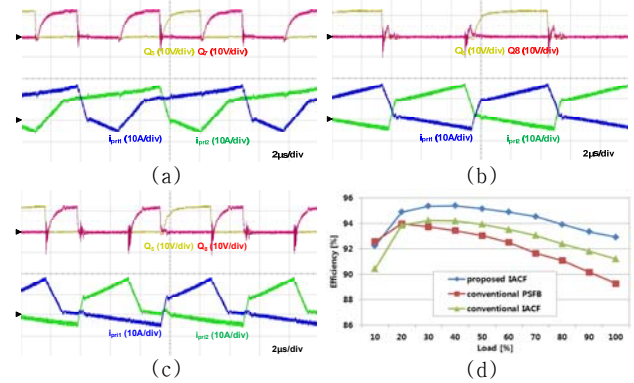 Q₅ (10V/div) Q₇ (10V/div)
i_pri1 (10A/div) i_pri2 (10A/div)
2μs/div
(a)
(10V/div) Q8 (10V/div)
i_pri1 (10A/div) i_pri2 (10A/div)
2μs/div
(b)
(10V/div) (10V/div)
i_pri1 (10A/div) i_pri2 (10A/div)
2μs/div
(c)
96
94
92
90
88
86
Efficiency [%]
proposed IACF
conventional PSFB
conventional IACF
10 20 30 40 50 60 70 80 90 100
Load [%]
(d)